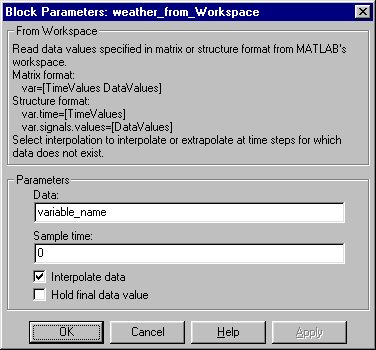 Block Parameters: weather_from_Workspace
From Workspace
Read data values specified in matrix or structure format from MATLAB's
workspace.
Matrix format:
var=[TimeValues DataValues]
Structure format:
var.time=[TimeValues]
var.signals.values=[DataValues]
Select interpolation to interpolate or extrapolate at time steps for which
data does not exist.
Parameters
Data:
variable_name
Sample time:
0
Interpolate data
Hold final data value
OK Cancel Help Apply